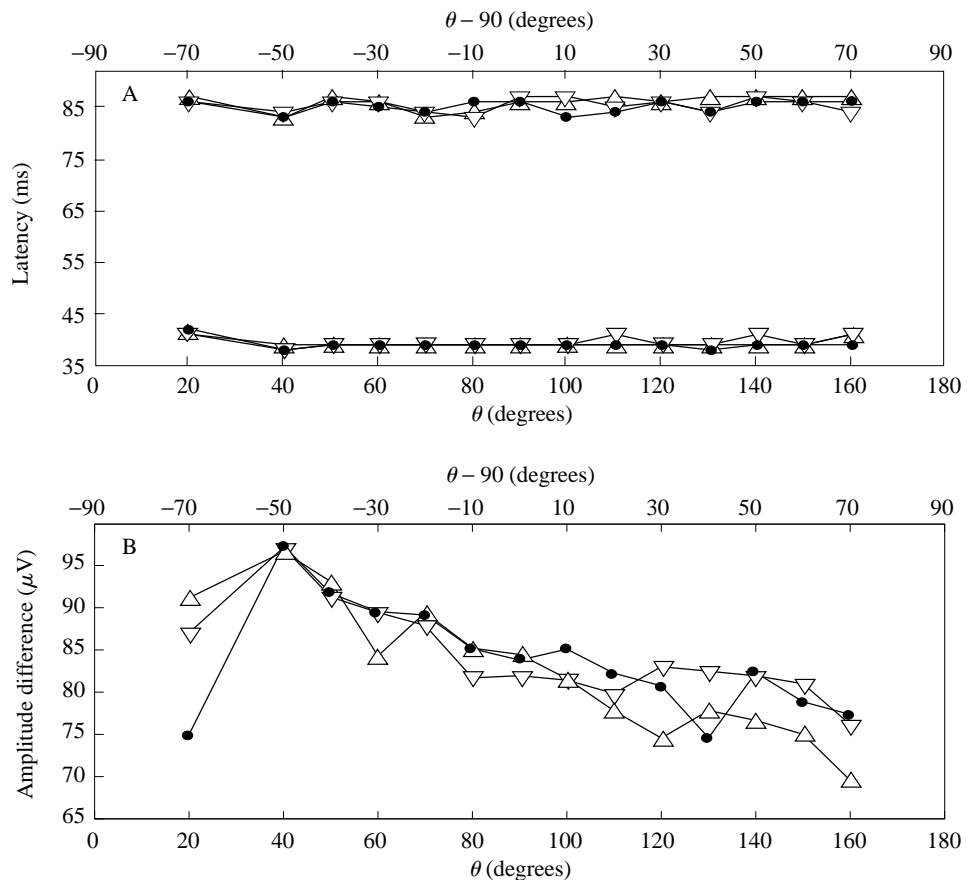 θ – 90 (degrees)
–90 –70 –50 –30 –10 10 30 50 70 90
A
85
75
65
55
45
35
Latency (ms)
0 20 40 60 80 100 120 140 160 180
θ (degrees)
θ – 90 (degrees)
–90 –70 –50 –30 –10 10 30 50 70 90
B
95
90
85
80
75
70
65
Amplitude difference (μV)
0 20 40 60 80 100 120 140 160 180
θ (degrees)